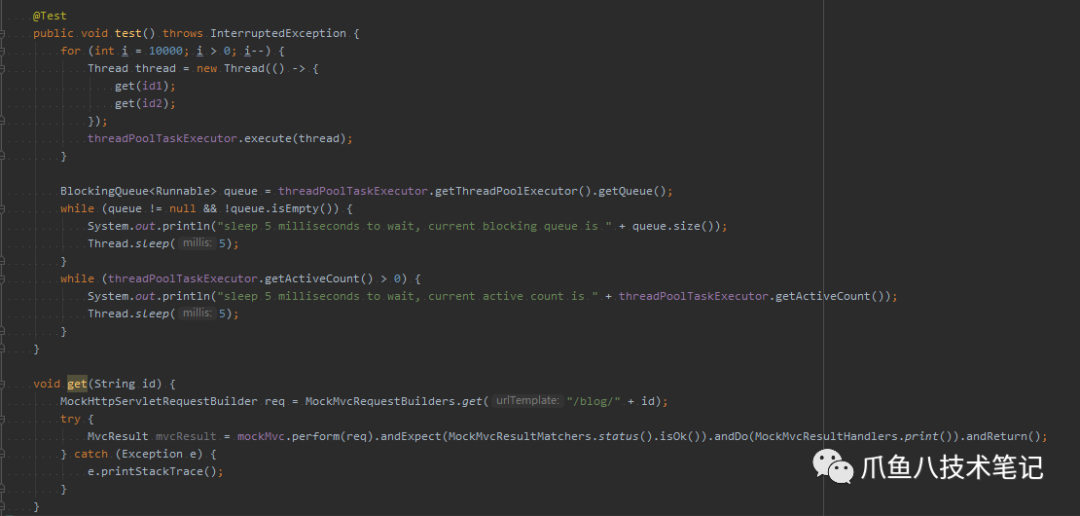 @Test
public void test() throws InterruptedException {
for (int i = 10000; i > 0; i--) {
Thread thread = new Thread(() -> {
get(id1);
get(id2);
});
threadPoolTaskExecutor.execute(thread);
}
BlockingQueue<Runnable> queue = threadPoolTaskExecutor.getThreadPoolExecutor().getQueue();
while (queue != null && !queue.isEmpty()) {
System.out.println("sleep 5 milliseconds to wait, current blocking queue is " + queue.size());
Thread.sleep( millis: 5);
}
while (threadPoolTaskExecutor.getActiveCount() > 0) {
System.out.println("sleep 5 milliseconds to wait, current active count is " + threadPoolTaskExecutor.getActiveCount());
Thread.sleep( millis: 5);
}
}
void get(String id) {
MockHttpServletRequestBuilder req = MockMvcRequestBuilders.get( urlTemplate: "/blog/" + id);
try {
MvcResult mvcResult = mockMvc.perform(req).andExpect(MockMvcResultMatchers.status().isOk()).andDo(MockMvcResultHandlers.print()).andReturn();
} catch (Exception e) {
e.printStackTrace();
}
}
爪鱼八技术笔记